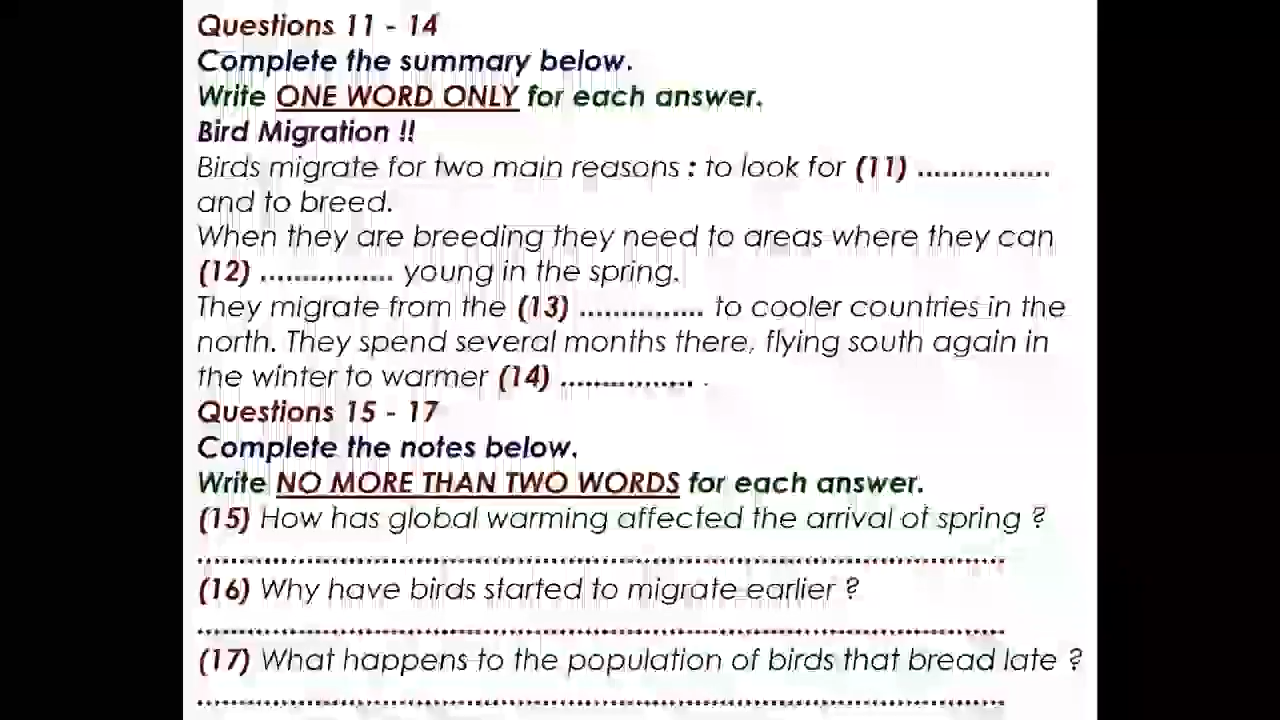 Questions 11 - 14
Complete the summary below.
Write ONE WORD ONLY for each answer.
Bird Migration !!
Birds migrate for two main reasons : to look for (11) ................
and to breed.
When they are breeding they need to areas where they can
(12) ................ young in the spring.
They migrate from the (13) ............... to cooler countries in the
north. They spend several months there, flying south again in
the winter to warmer (14) ................ .
Questions 15 - 17
Complete the notes below.
Write NO MORE THAN TWO WORDS for each answer.
(15) How has global warming affected the arrival of spring ?
................................................................................................
(16) Why have birds started to migrate earlier ?
................................................................................................
(17) What happens to the population of birds that bread late ?
................................................................................................